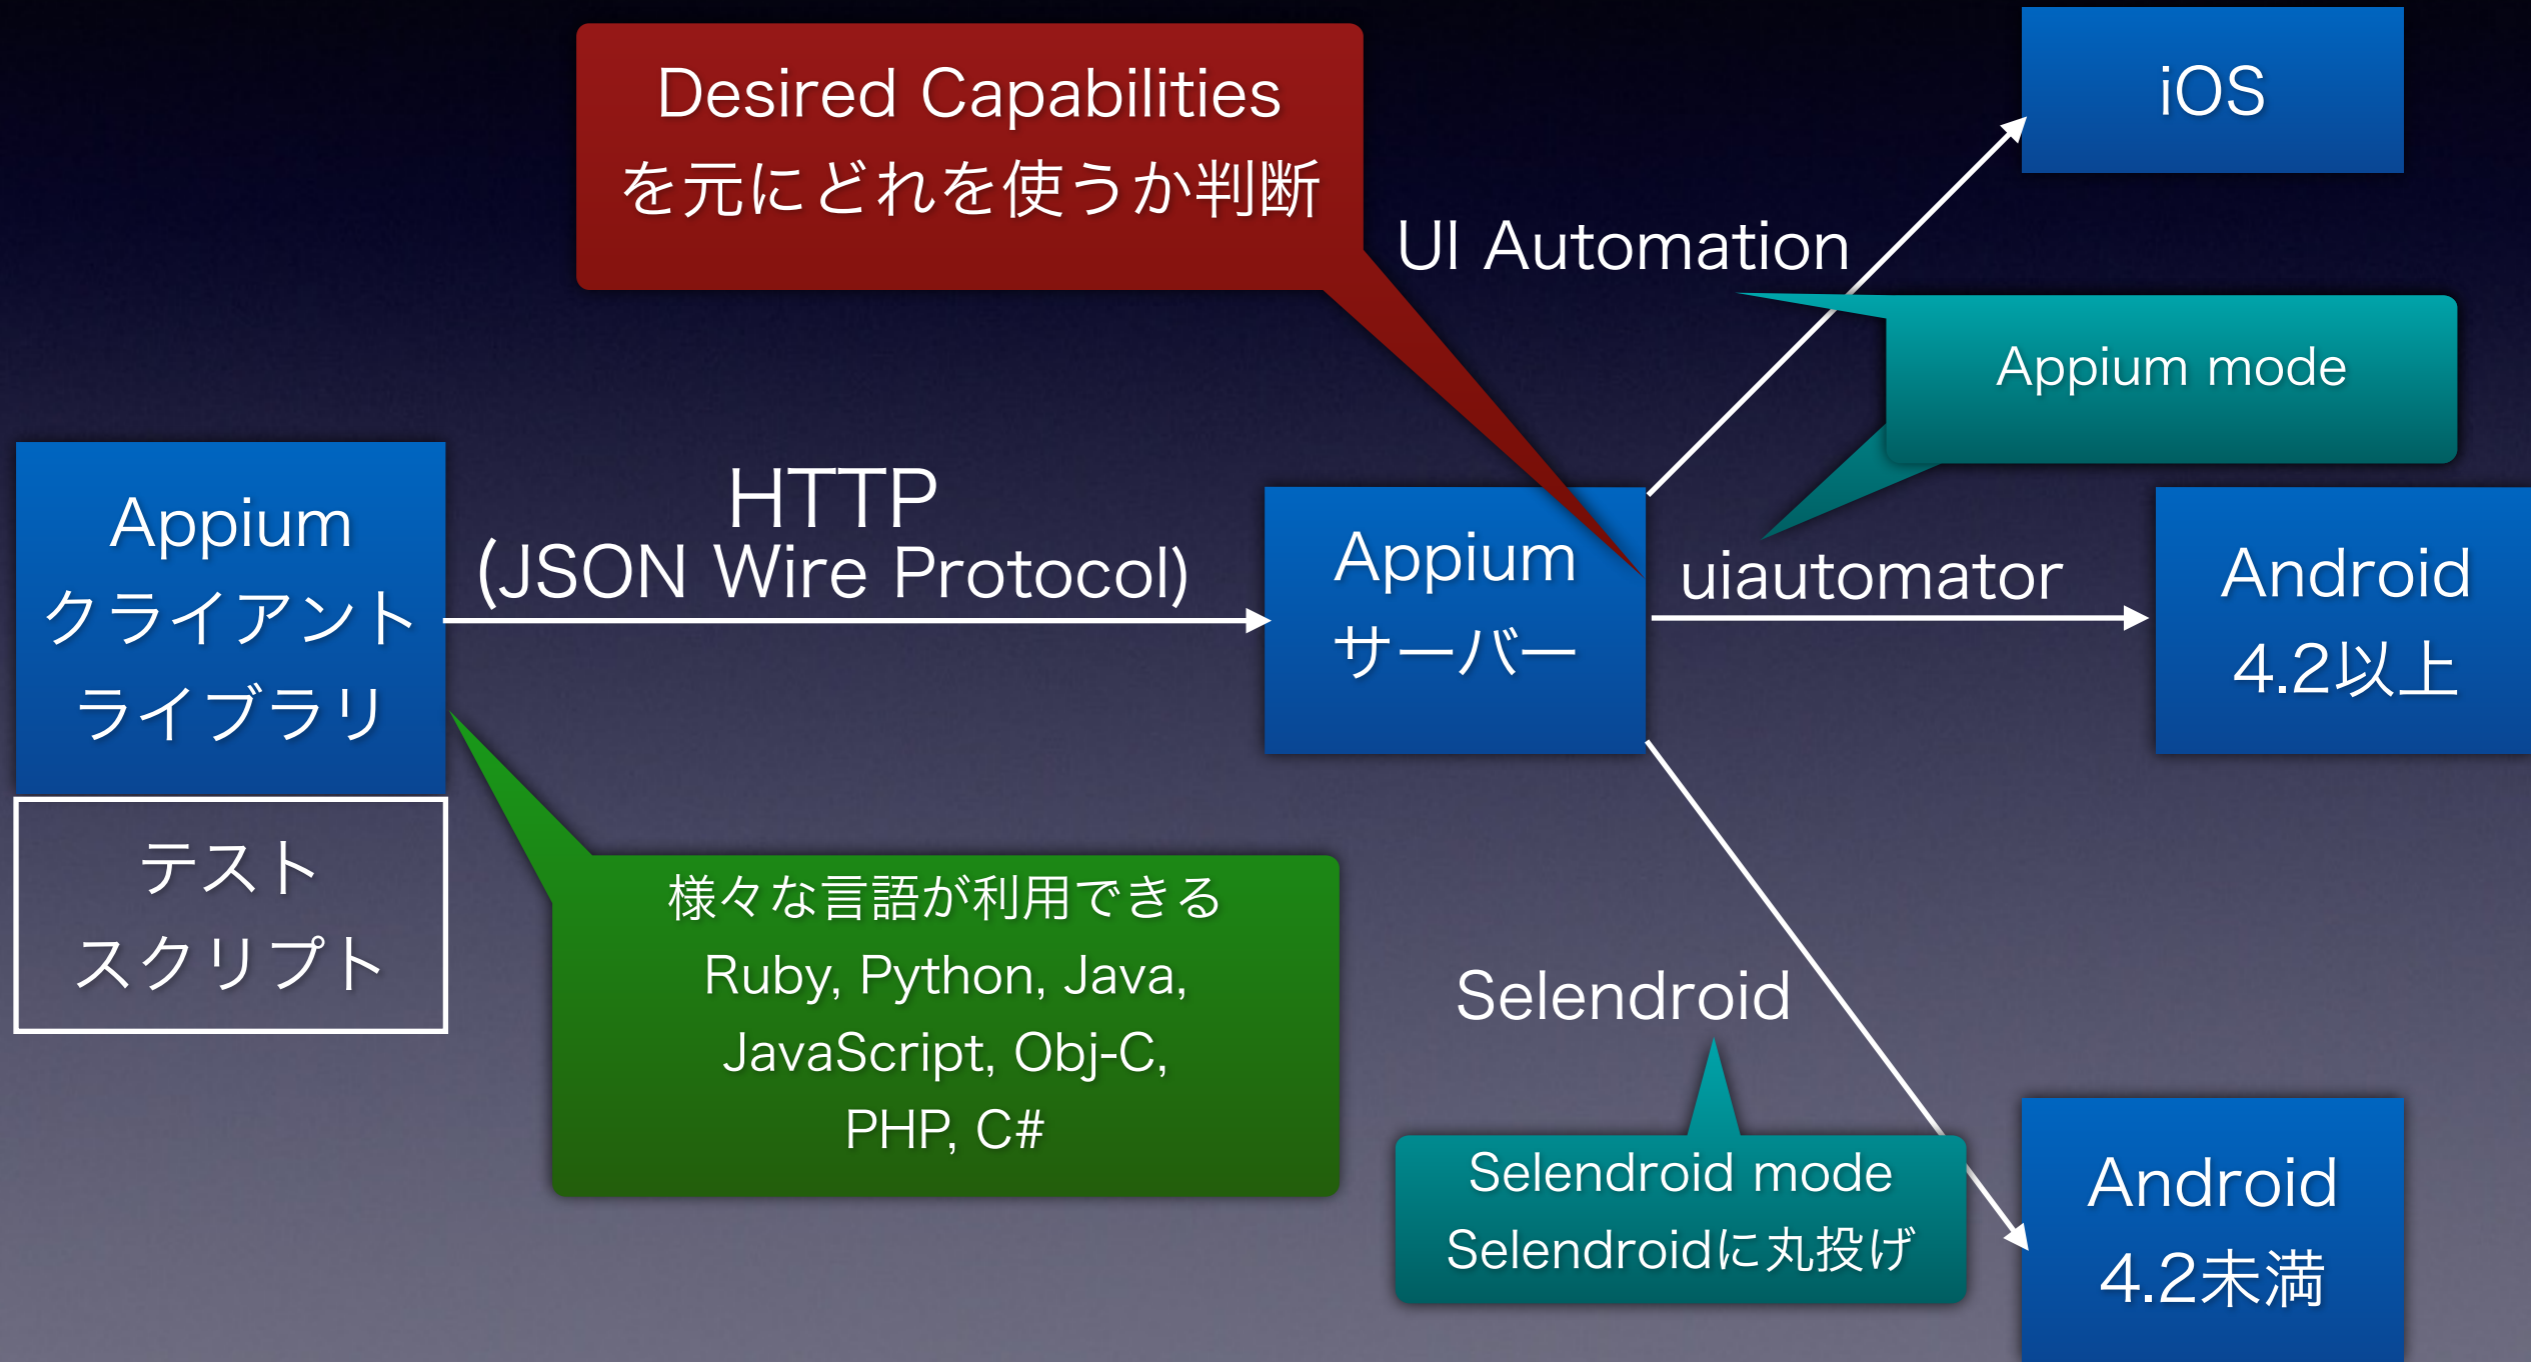 Desired Capabilities
を元にどれを使うか判断
iOS
UI Automation
Appium mode
Appium
クライアント
ライブラリ
HTTP
(JSON Wire Protocol)
Appium
サーバー
uiautomator
Android
4.2以上
テスト
スクリプト
様々な言語が利用できる
Ruby, Python, Java,
JavaScript, Obj-C,
PHP, C#
Selendroid
Selendroid mode
Selendroidに丸投げ
Android
4.2未満